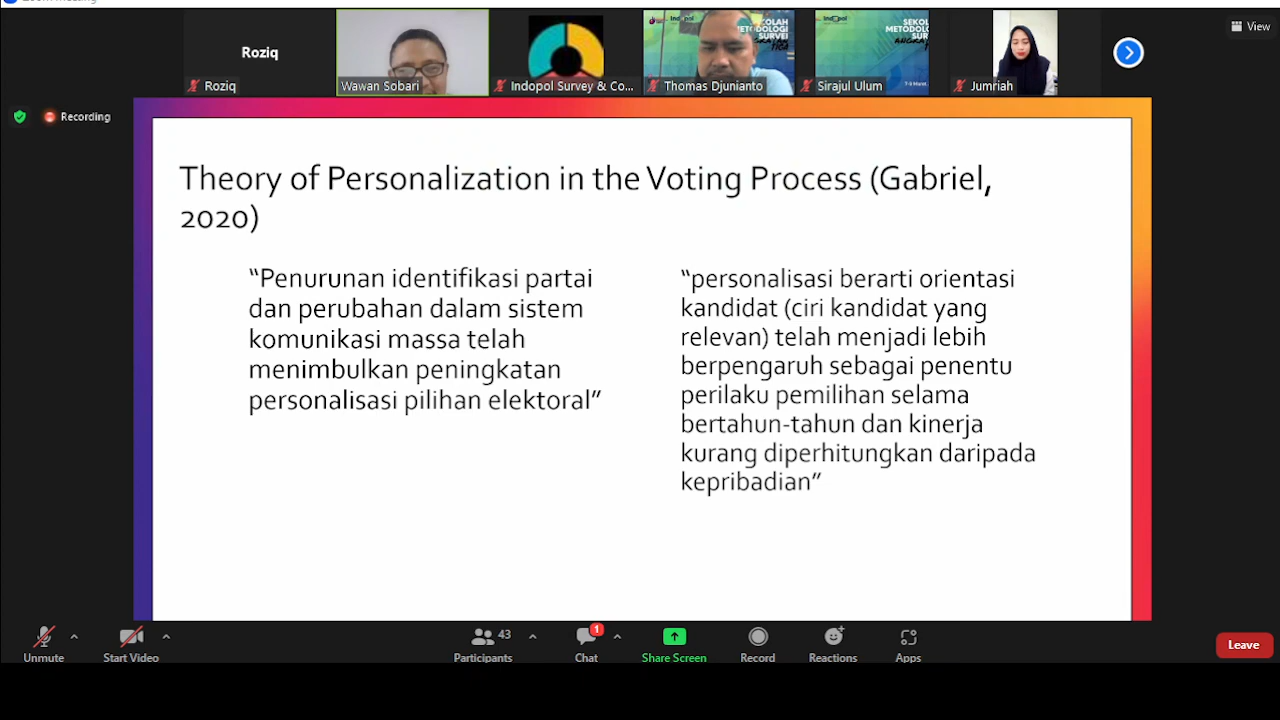 View
Roziq
Roziq
Wawan Sobari
Indopol Survey & Co...
Thomas Djunianto
Sirajul Ulum
Jumriah
Recording
Theory of Personalization in the Voting Process (Gabriel,
2020)
“Penurunan identifikasi partai
dan perubahan dalam sistem
komunikasi massa telah
menimbulkan peningkatan
personalisasi pilihan elektoral”
“personalisasi berarti orientasi
kandidat (ciri kandidat yang
relevan) telah menjadi lebih
berpengaruh sebagai penentu
perilaku pemilihan selama
bertahun-tahun dan kinerja
kurang diperhitungkan daripada
kepribadian”
Unmute
Start Video
43
Participants
1
Chat
Share Screen
Record
Reactions
Apps
Leave